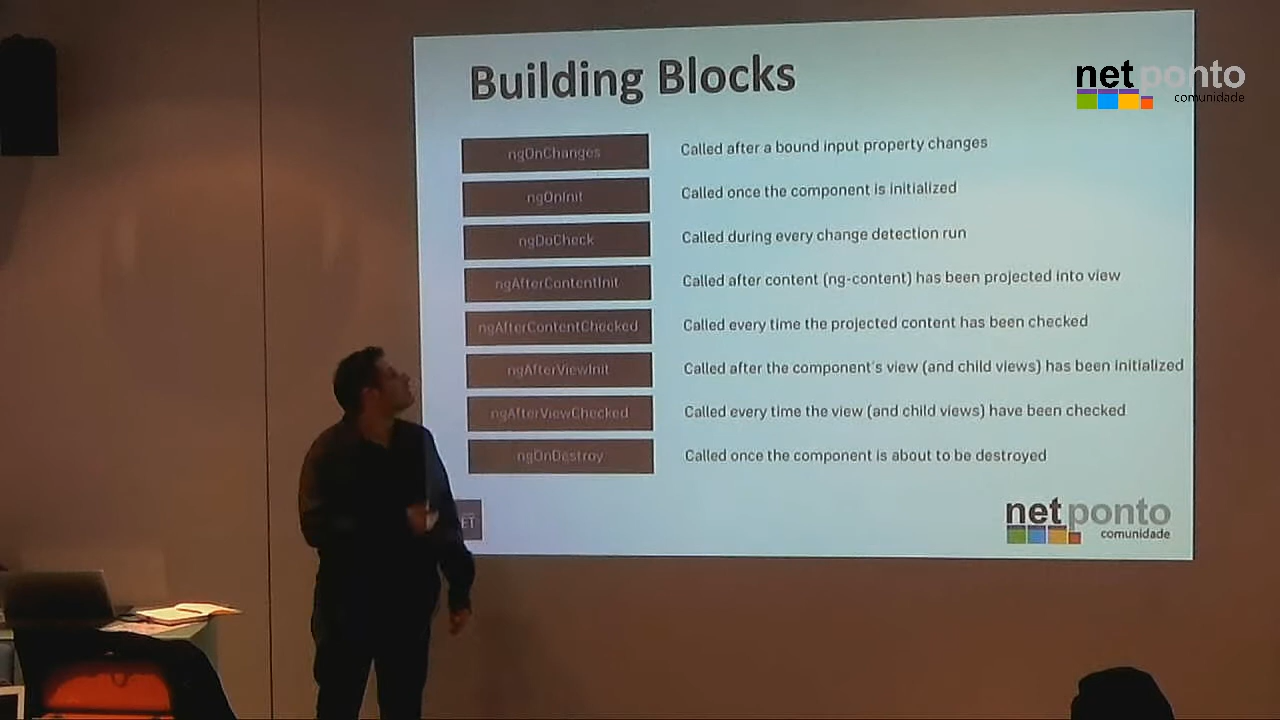 Building Blocks
netponto
comunidade
ngOnChanges Called after a bound input property changes
ngOnInit Called once the component is initialized
ngDoCheck Called during every change detection run
ngAfterContentInit Called after content (ng-content) has been projected into view
ngAfterContentChecked Called every time the projected content has been checked
ngAfterViewInit Called after the component's view (and child views) has been initialized
ngAfterViewChecked Called every time the view (and child views) have been checked
ngOnDestroy Called once the component is about to be destroyed
ET
netponto
comunidade